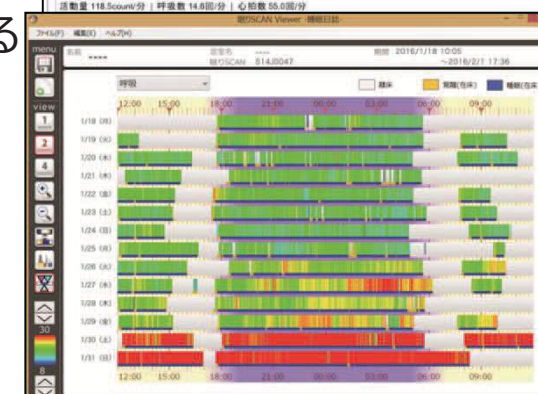 活動量 118.5count/分 | 呼吸数 14.6回/分 | 心拍数 55.0回/分
る
眠りSCAN Viewer -睡眠日誌-
ファイル(F) 編集(E) ヘルプ(H)
menu
名前 ----
居室名 ----
眠りSCAN S14J0047
期間 2016/1/18 10:05
~2016/2/1 17:36
呼吸
離床 覚醒(在床) 睡眠(在床)
view
12:00 15:00 18:00 21:00 00:00 03:00 06:00 09:00
1
2
4
1/18 (月)
1/19 (火)
1/20 (水)
1/21 (木)
1/22 (金)
1/23 (土)
1/24 (日)
1/25 (月)
1/26 (火)
1/27 (水)
1/28 (木)
1/29 (金)
1/30 (土)
1/31 (日)
30
8
12:00 15:00 18:00 21:00 00:00 03:00 06:00 09:00